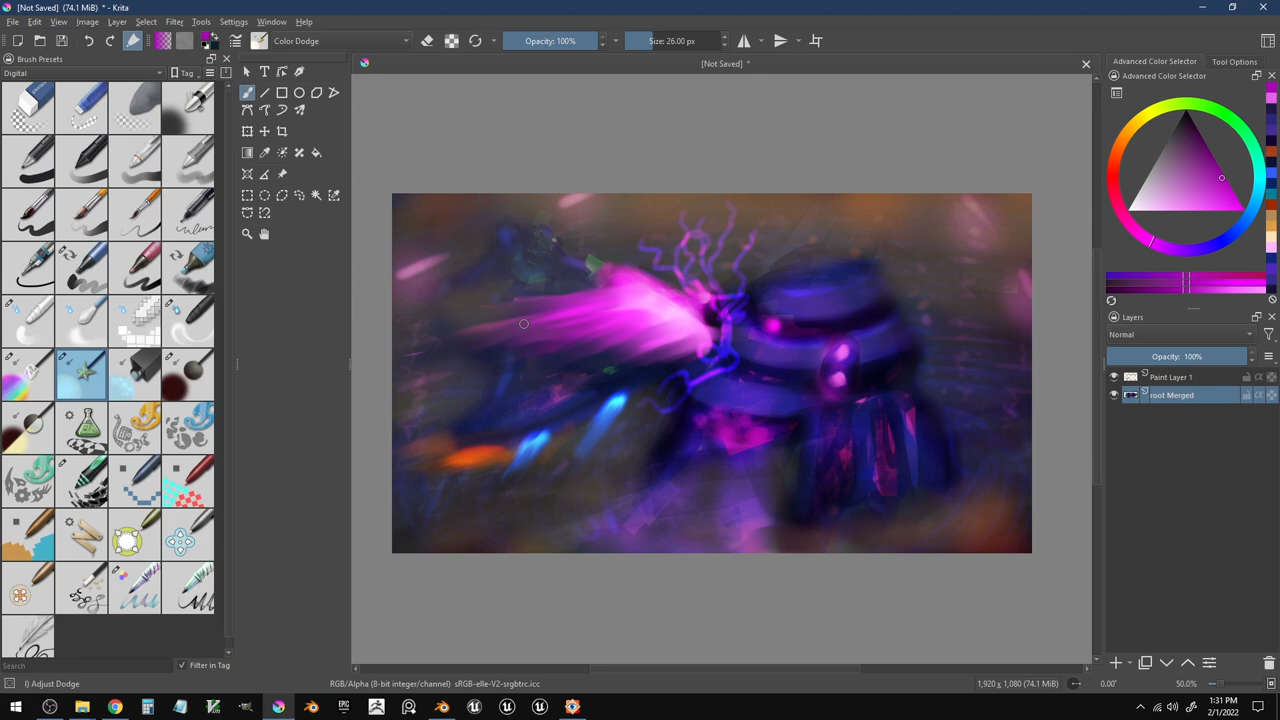 [Not Saved] (74.1 MiB) * - Krita
File Edit View Image Layer Select Filter Tools Settings Window Help
Color Dodge Opacity: 100% Size: 26.00 px
Brush Presets
Digital Tag
Search Filter in Tag
[Not Saved] *
Advanced Color Selector Tool Options
Advanced Color Selector
Layers
Normal
Opacity: 100%
Paint Layer 1
root Merged
I) Adjust Dodge RGB/Alpha (8-bit integer/channel) sRGB-elle-V2-srgbtrc.icc 1,920 x 1,080 (74.1 MiB) 0.00° 50.0%
EPIC
1:31 PM
2/1/2022